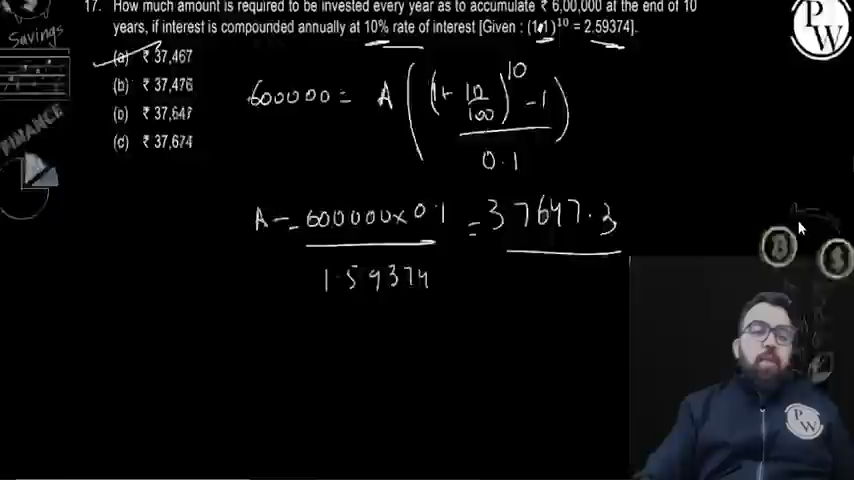 17. How much amount is required to be invested every year as to accumulate ₹ 6,00,000 at the end of 10
years, if interest is compounded annually at 10% rate of interest [Given : (1.1)10 = 2.59374].
(a) ₹ 37,467
(b) ₹ 37,476
(b) ₹ 37,647
(d) ₹ 37,674
600000 = A ( (1+ 10/100)^10 -1 / 0.1 )
A = 600000 x 0.1 / 1.59374 = 37647.3
Savings
FINANCE
P
W
P
W